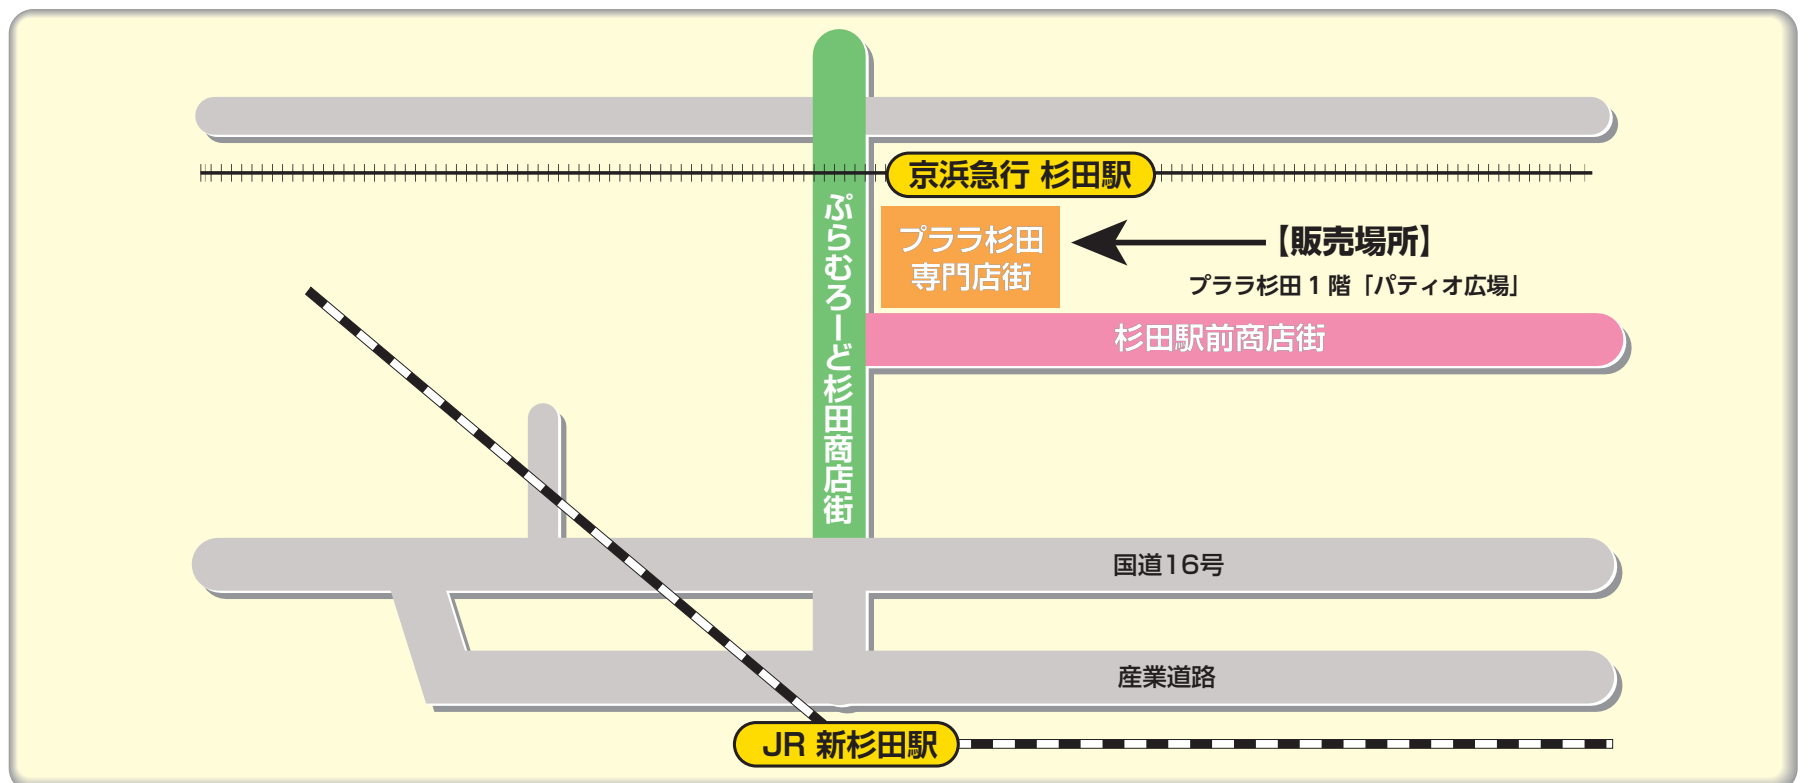 京浜急行 杉田駅
ぷらむろーど杉田商店街
プララ杉田
専門店街
【販売場所】
プララ杉田1階「パティオ広場」
杉田駅前商店街
国道16号
産業道路
JR 新杉田駅